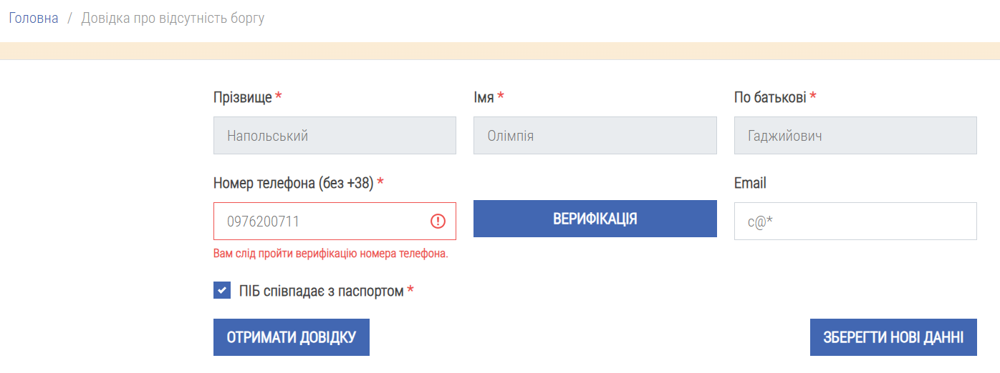 Головна / Довідка про відсутність боргу
Прізвище * Імя * По батькові *
Напольський Олімпія Гаджийович
Номер телефона (без +38) * Email
0976200711 ВЕРИФІКАЦІЯ c@*
Вам слід пройти верифікацію номера телефона.
ПІБ співпадає з паспортом *
ОТРИМАТИ ДОВІДКУ ЗБЕРЕГТИ НОВІ ДАННІ